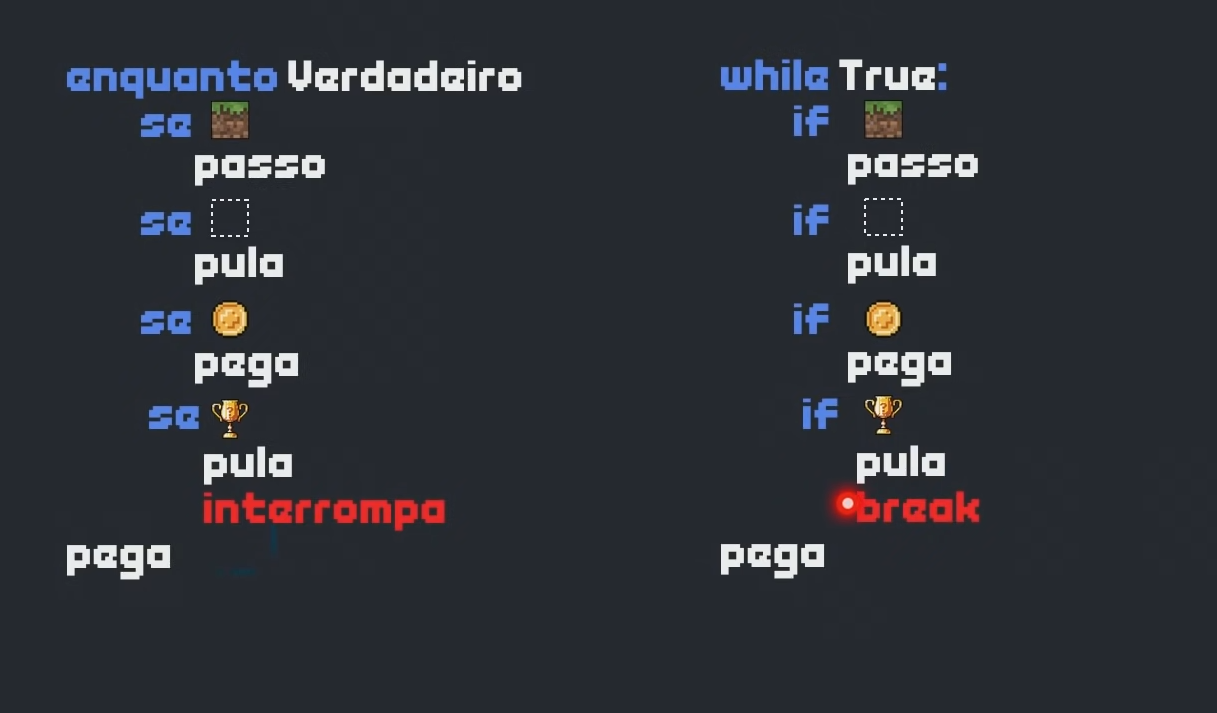 enquanto Verdadeiro
se
passo
se
pula
se
pega
se
pula
interrompa
pega
while True:
if
passo
if
pula
if
pega
if
pula
break
pega